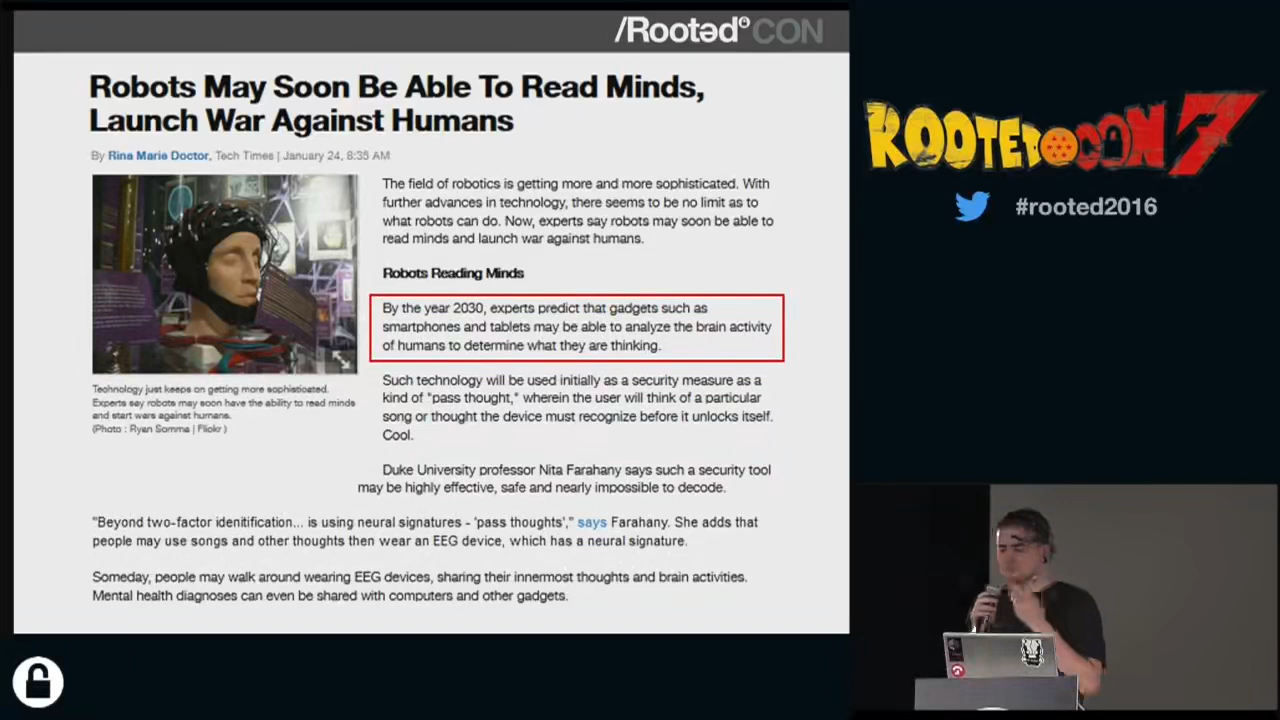 /Rooted CON
Robots May Soon Be Able To Read Minds,
Launch War Against Humans
By Rina Marie Doctor, Tech Times | January 24, 8:35 AM
The field of robotics is getting more and more sophisticated. With
further advances in technology, there seems to be no limit as to
what robots can do. Now, experts say robots may soon be able to
read minds and launch war against humans.
Robots Reading Minds
By the year 2030, experts predict that gadgets such as
smartphones and tablets may be able to analyze the brain activity
of humans to determine what they are thinking.
Technology just keeps on getting more sophisticated.
Experts say robots may soon have the ability to read minds
and start wars against humans.
(Photo : Ryan Somma | Flickr )
Such technology will be used initially as a security measure as a
kind of "pass thought," wherein the user will think of a particular
song or thought the device must recognize before it unlocks itself.
Cool.
Duke University professor Nita Farahany says such a security tool
may be highly effective, safe and nearly impossible to decode.
"Beyond two-factor idenitification... is using neural signatures - 'pass thoughts'," says Farahany. She adds that
people may use songs and other thoughts then wear an EEG device, which has a neural signature.
Someday, people may walk around wearing EEG devices, sharing their innermost thoughts and brain activities.
Mental health diagnoses can even be shared with computers and other gadgets.
ROOTETOCON 7
#rooted2016